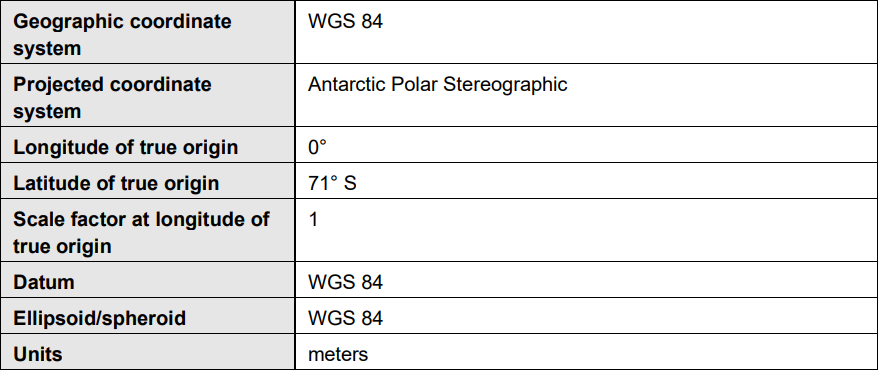 Geographic coordinate WGS 84
system
Projected coordinate Antarctic Polar Stereographic
system
Longitude of true origin 0°
Latitude of true origin 71° S
Scale factor at longitude of 1
true origin
Datum WGS 84
Ellipsoid/spheroid WGS 84
Units meters